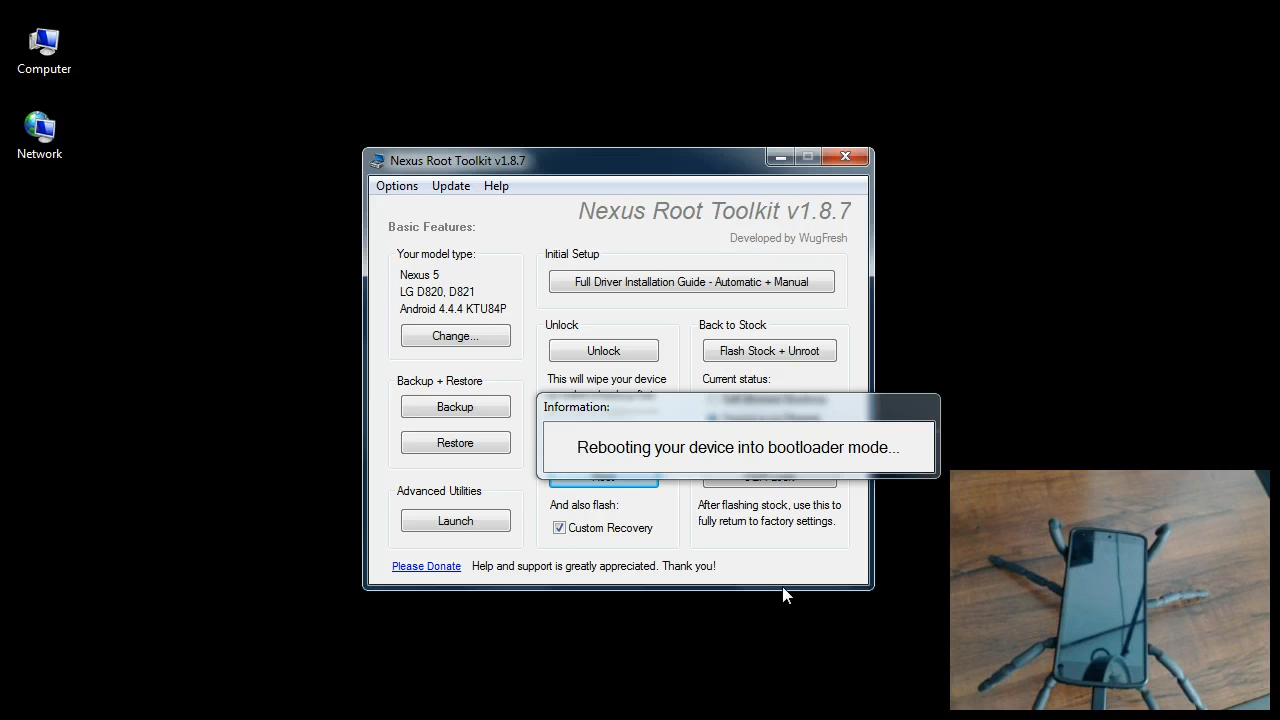 Computer
Network
Nexus Root Toolkit v1.8.7
Options Update Help
Nexus Root Toolkit v1.8.7
Developed by WugFresh
Basic Features:
Your model type:
Nexus 5
LG D820, D821
Android 4.4.4 KTU84P
Change...
Initial Setup
Full Driver Installation Guide - Automatic + Manual
Unlock
Unlock
This will wipe your device
Back to Stock
Flash Stock + Unroot
Current status:
Backup + Restore
Backup
Restore
Information:
Rebooting your device into bootloader mode...
Advanced Utilities
Launch
And also flash:
Custom Recovery
After flashing stock, use this to
fully return to factory settings.
Please Donate Help and support is greatly appreciated. Thank you!